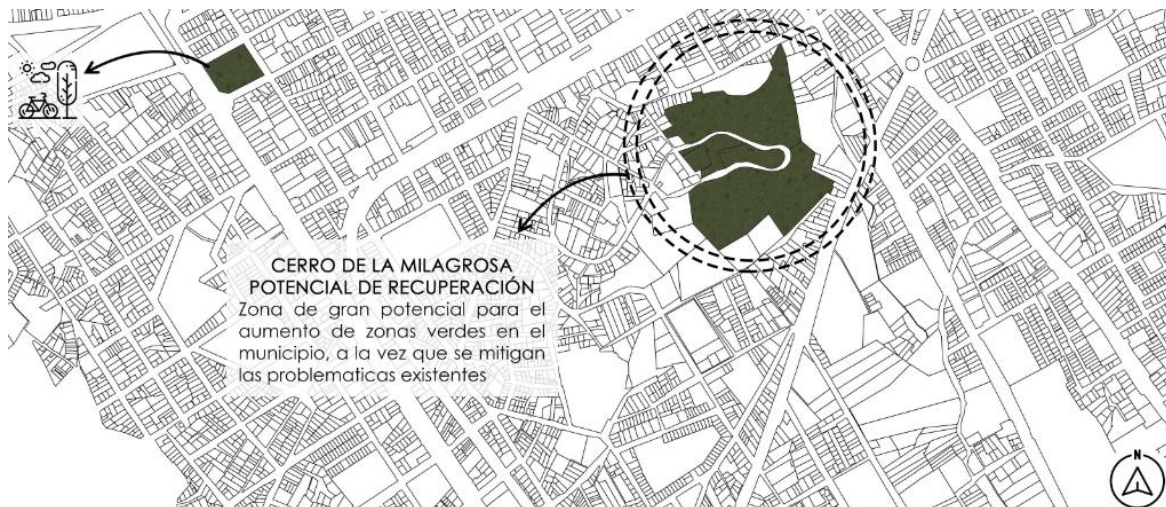 CERRO DE LA MILAGROSA
POTENCIAL DE RECUPERACIÓN
Zona de gran potencial para el
aumento de zonas verdes en el
municipio, a la vez que se mitigan
las problematicas existentes
N